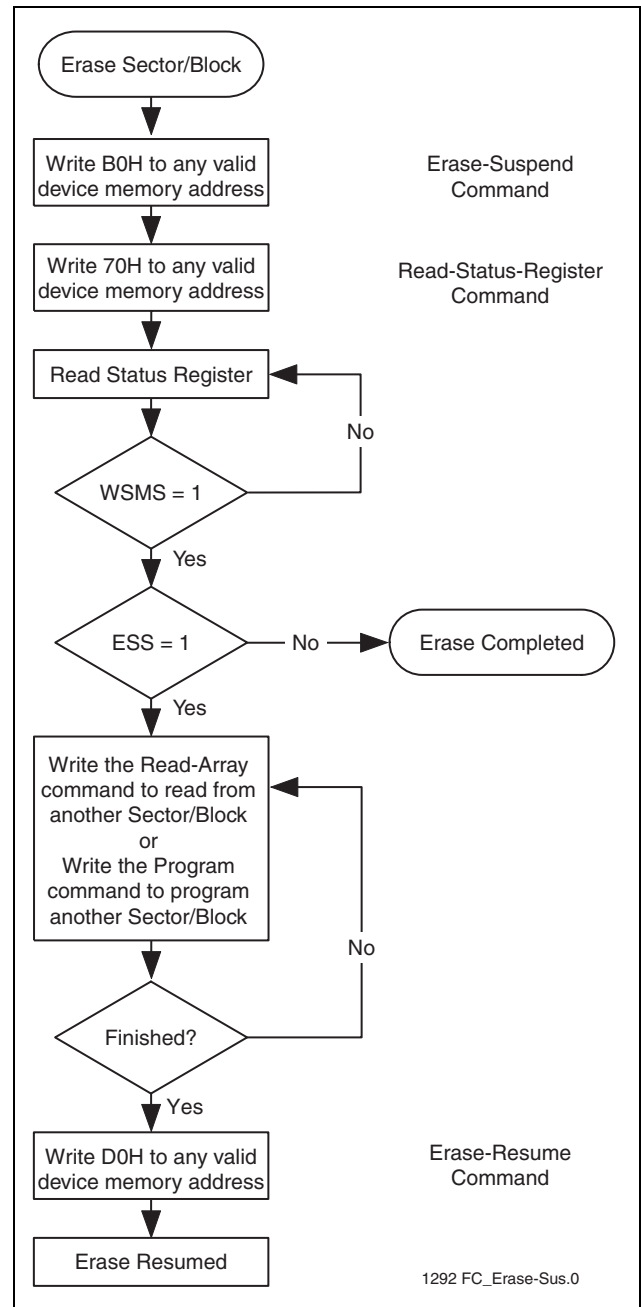 Erase Sector/Block
Write B0H to any valid
device memory address
Erase-Suspend
Command
Write 70H to any valid
device memory address
Read-Status-Register
Command
Read Status Register
No
WSMS = 1
Yes
ESS = 1
No
Erase Completed
Yes
Write the Read-Array
command to read from
another Sector/Block
or
Write the Program
command to program
another Sector/Block
No
Finished?
Yes
Write D0H to any valid
device memory address
Erase-Resume
Command
Erase Resumed
1292 FC_Erase-Sus.0